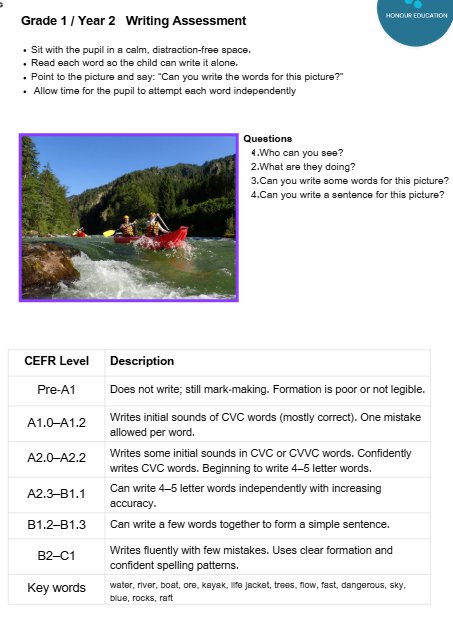 HONOUR EDUCATION
Grade 1 / Year 2 Writing Assessment
• Sit with the pupil in a calm, distraction-free space.
• Read each word so the child can write it alone.
• Point to the picture and say: "Can you write the words for this picture?"
• Allow time for the pupil to attempt each word independently
Questions
1.Who can you see?
2.What are they doing?
3.Can you write some words for this picture?
4.Can you write a sentence for this picture?
CEFR Level Description
Pre-A1 Does not write; still mark-making. Formation is poor or not legible.
A1.0–A1.2 Writes initial sounds of CVC words (mostly correct). One mistake
allowed per word.
A2.0–A2.2 Writes some initial sounds in CVC or CVVC words. Confidently
writes CVC words. Beginning to write 4–5 letter words.
A2.3–B1.1 Can write 4–5 letter words independently with increasing
accuracy.
B1.2–B1.3 Can write a few words together to form a simple sentence.
B2–C1 Writes fluently with few mistakes. Uses clear formation and
confident spelling patterns.
Key words water, river, boat, ore, kayak, life jacket, trees, flow, fast, dangerous, sky,
blue, rocks, raft